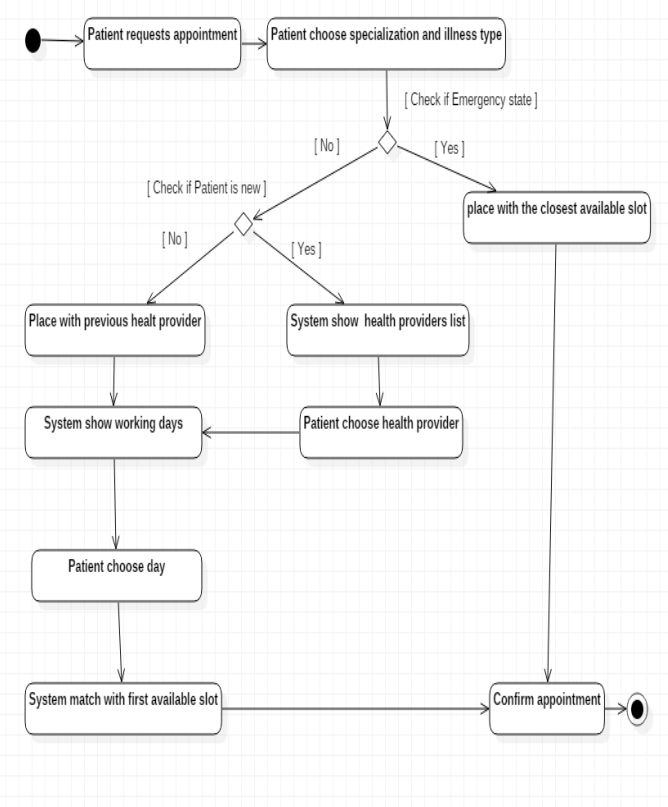 Patient requests appointment
Patient choose specialization and illness type
[ Check if Emergency state ]
[ No ]
[ Yes ]
[ Check if Patient is new ]
place with the closest available slot
[ No ]
[ Yes ]
Place with previous healt provider
System show  health providers list
System show working days
Patient choose health provider
Patient choose day
System match with first available slot
Confirm appointment